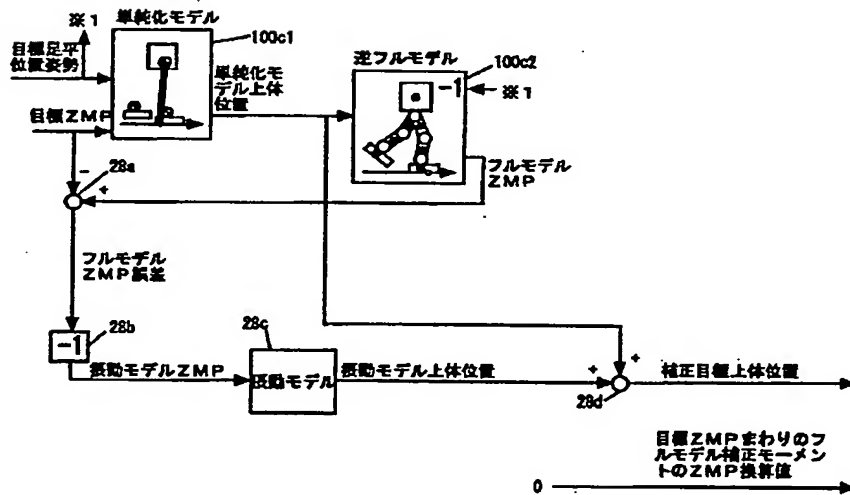 ※1
単純化モデル
100c1
目標足平
位置姿勢
単純化モ
デル上体
位置
逆フルモデル
100c2
-1
※1
目標ZMP
28a
-
+
フルモデル
ZMP
フルモデル
ZMP誤差
28b
-1
28c
摂動モデルZMP
摂動モデル
摂動モデル上体位置
+
+
28d
補正目標上体位置
目標ZMPまわりのフ
ルモデル補正モーメン
トのZMP換算値
0